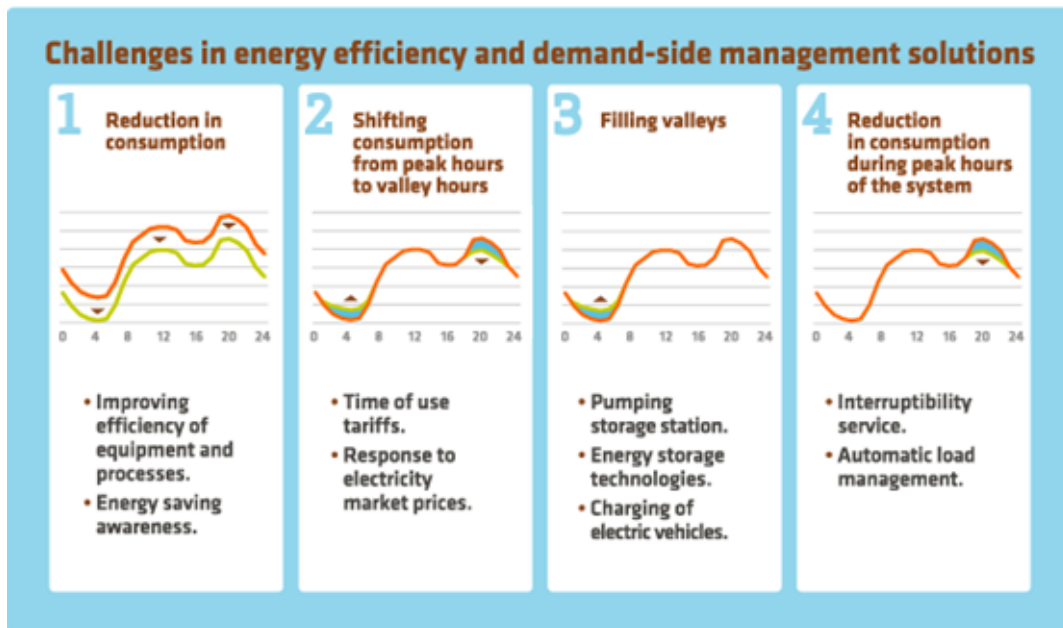 Challenges in energy efficiency and demand-side management solutions
1
Reduction in
consumption
0 4 8 12 16 20 24
• Improving
efficiency of
equipment and
processes.
• Energy saving
awareness.
2
Shifting
consumption
from peak hours
to valley hours
0 4 8 12 16 20 24
• Time of use
tariffs.
• Response to
electricity
market prices.
3
Filling valleys
0 4 8 12 16 20 24
• Pumping
storage station.
• Energy storage
technologies.
• Charging of
electric vehicles.
4
Reduction
in consumption
during peak hours
of the system
0 4 8 12 16 20 24
• Interruptibility
service.
• Automatic load
management.